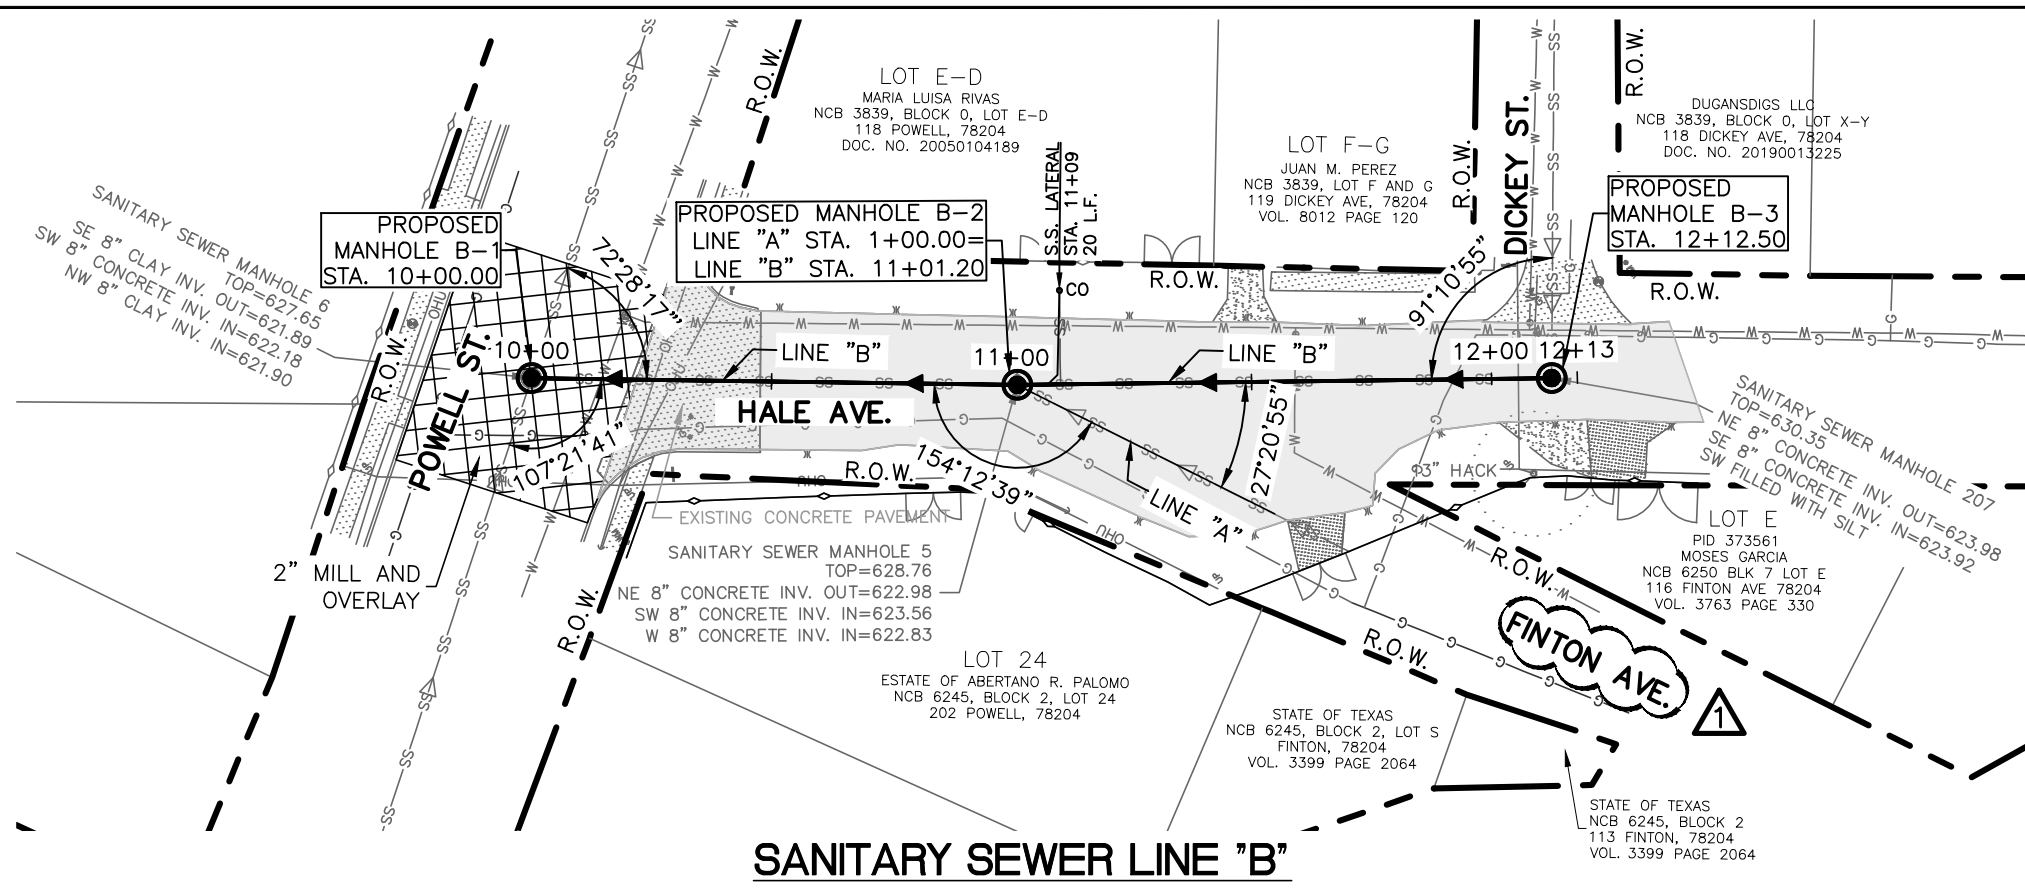 LOT E-D
MARIA LUISA RIVAS
NCB 3839, BLOCK 0, LOT E-D
118 POWELL, 78204
DOC. NO. 20050104189
R.O.W.
LOT F-G
JUAN M. PEREZ
NCB 3839, LOT F AND G
119 DICKEY AVE, 78204
VOL. 8012 PAGE 120
R.O.W.
DICKEY ST.
R.O.W.
DUGANSDIGS LLC
NCB 3839, BLOCK 0, LOT X-Y
118 DICKEY AVE, 78204
DOC. NO. 20190013225
SANITARY SEWER MANHOLE 6
TOP=627.65
SE 8" CLAY INV. OUT=621.89
SW 8" CONCRETE INV. IN=622.18
NW 8" CLAY INV. IN=621.90
PROPOSED
MANHOLE B-1
STA. 10+00.00
72°28'17"
PROPOSED MANHOLE B-2
LINE "A" STA. 1+00.00=
LINE "B" STA. 11+01.20
S.S. LATERAL
STA. 11+09
20 L.F.
CO
R.O.W.
91°10'55"
PROPOSED
MANHOLE B-3
STA. 12+12.50
R.O.W.
R.O.W.
POWELL ST.
10+00
LINE "B"
11+00
LINE "B"
12+00
12+13
HALE AVE.
107°21'41"
154°12'39"
27°20'55"
LINE "A"
R.O.W.
OHU
OHU
OHU
OHU
EXISTING CONCRETE PAVEMENT
SANITARY SEWER MANHOLE 5
TOP=628.76
NE 8" CONCRETE INV. OUT=622.98
SW 8" CONCRETE INV. IN=623.56
W 8" CONCRETE INV. IN=622.83
2" MILL AND
OVERLAY
R.O.W.
SANITARY SEWER MANHOLE 207
TOP=630.35
NE 8" CONCRETE INV. OUT=623.98
SE 8" CONCRETE INV. IN=623.92
SW FILLED WITH SILT
HACK
LOT E
PID 373561
MOSES GARCIA
NCB 6250 BLK 7 LOT E
116 FINTON AVE 78204
VOL. 3763 PAGE 330
R.O.W.
FINTON AVE.
1
R.O.W.
LOT 24
ESTATE OF ABERTANO R. PALOMO
NCB 6245, BLOCK 2, LOT 24
202 POWELL, 78204
STATE OF TEXAS
NCB 6245, BLOCK 2, LOT S
FINTON, 78204
VOL. 3399 PAGE 2064
STATE OF TEXAS
NCB 6245, BLOCK 2
113 FINTON, 78204
VOL. 3399 PAGE 2064
SANITARY SEWER LINE "B"